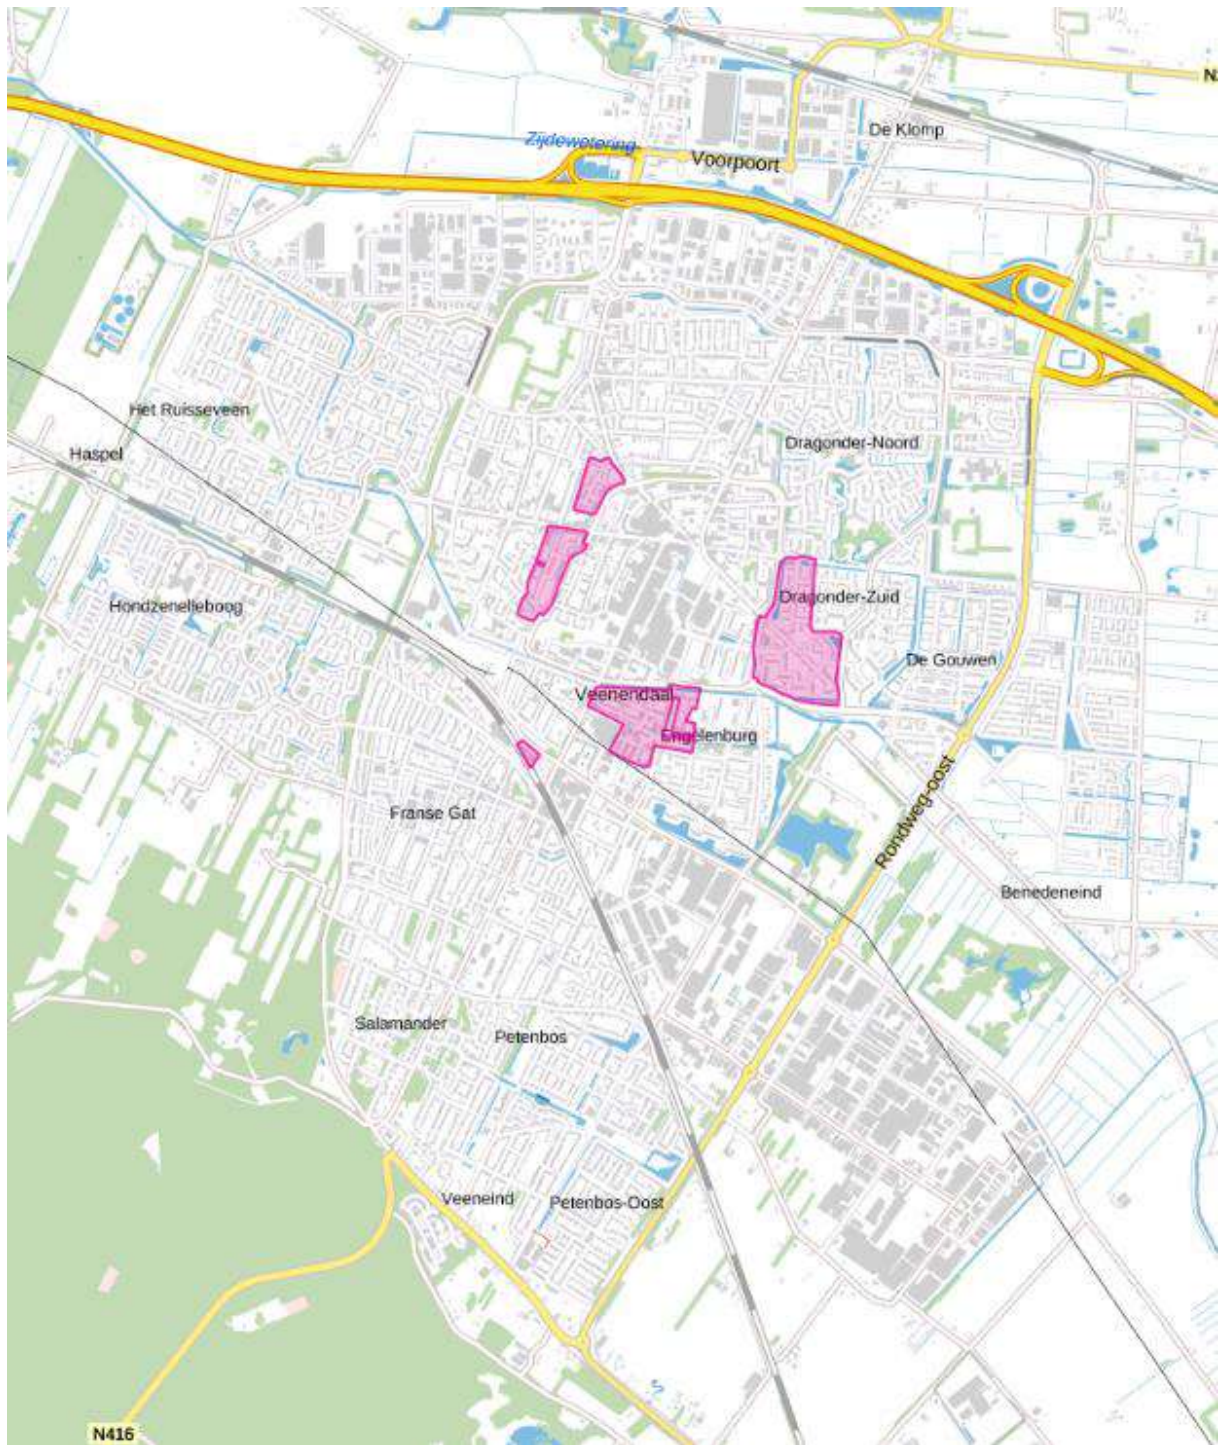 N
De Klomp
Zijdewetering
Voorpoort
Het Ruisseveen
Dragonder-Noord
Haspel
Hondzenelleboog
Dragonder-Zuid
De Gouwen
Veenendaal
Engelenburg
Franse Gat
Rondweg-oost
Benedeneind
Salamander
Petenbos
Veeneind
Petenbos-Oost
N416